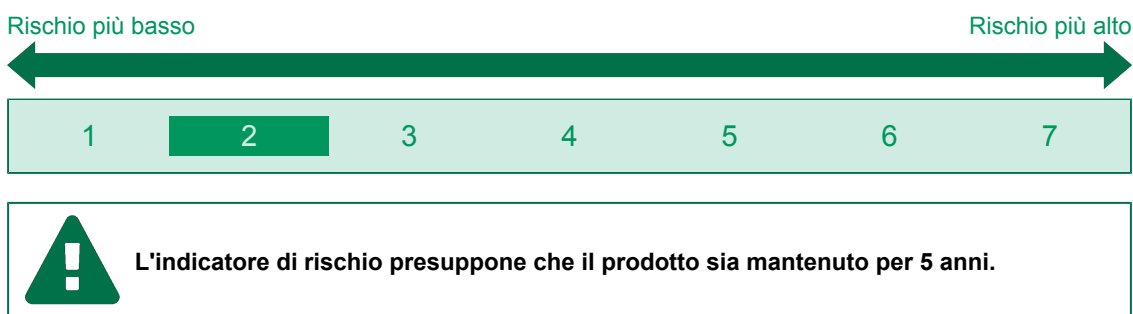 Rischio più basso Rischio più alto
1 2 3 4 5 6 7
L'indicatore di rischio presuppone che il prodotto sia mantenuto per 5 anni.